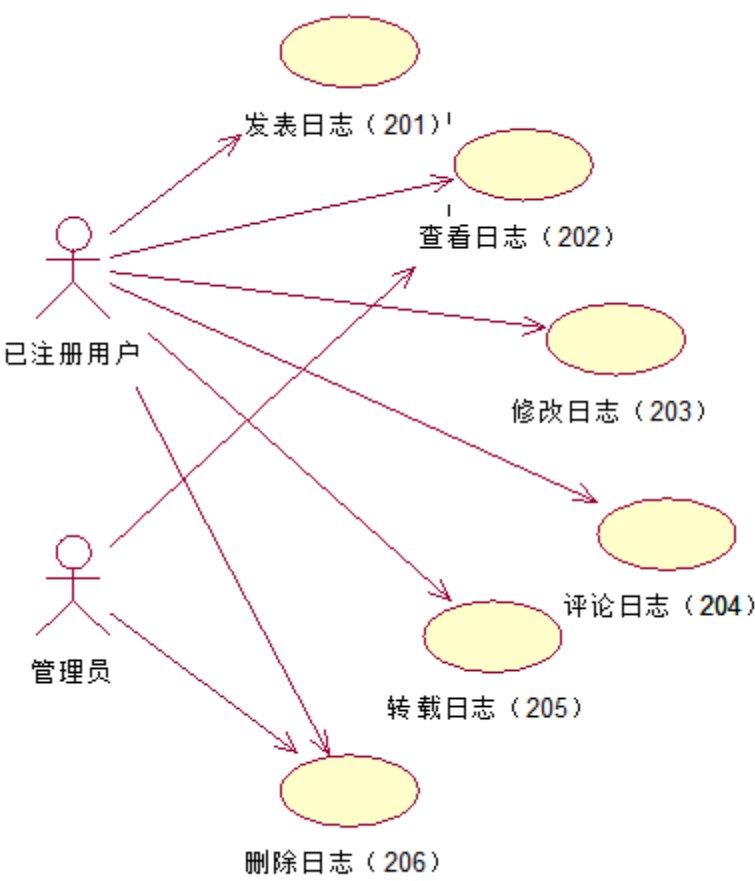 发表日志（201）
查看日志（202）
已注册用户
修改日志（203）
评论日志（204）
管理员
转载日志（205）
删除日志（206）